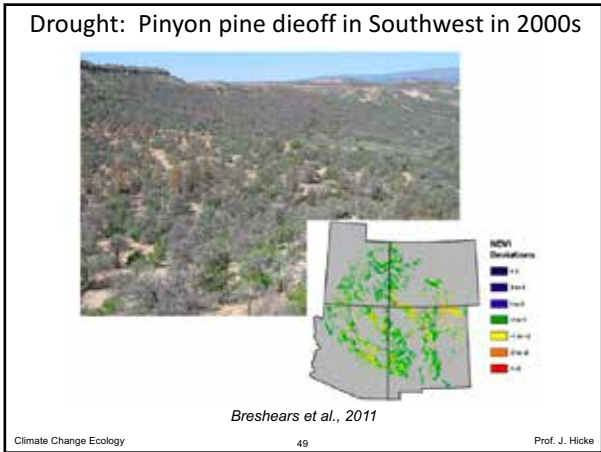 Drought: Pinyon pine dieoff in Southwest in 2000s
NDVI
Deviations
Breshears et al., 2011
Climate Change Ecology
49
Prof. J. Hicke